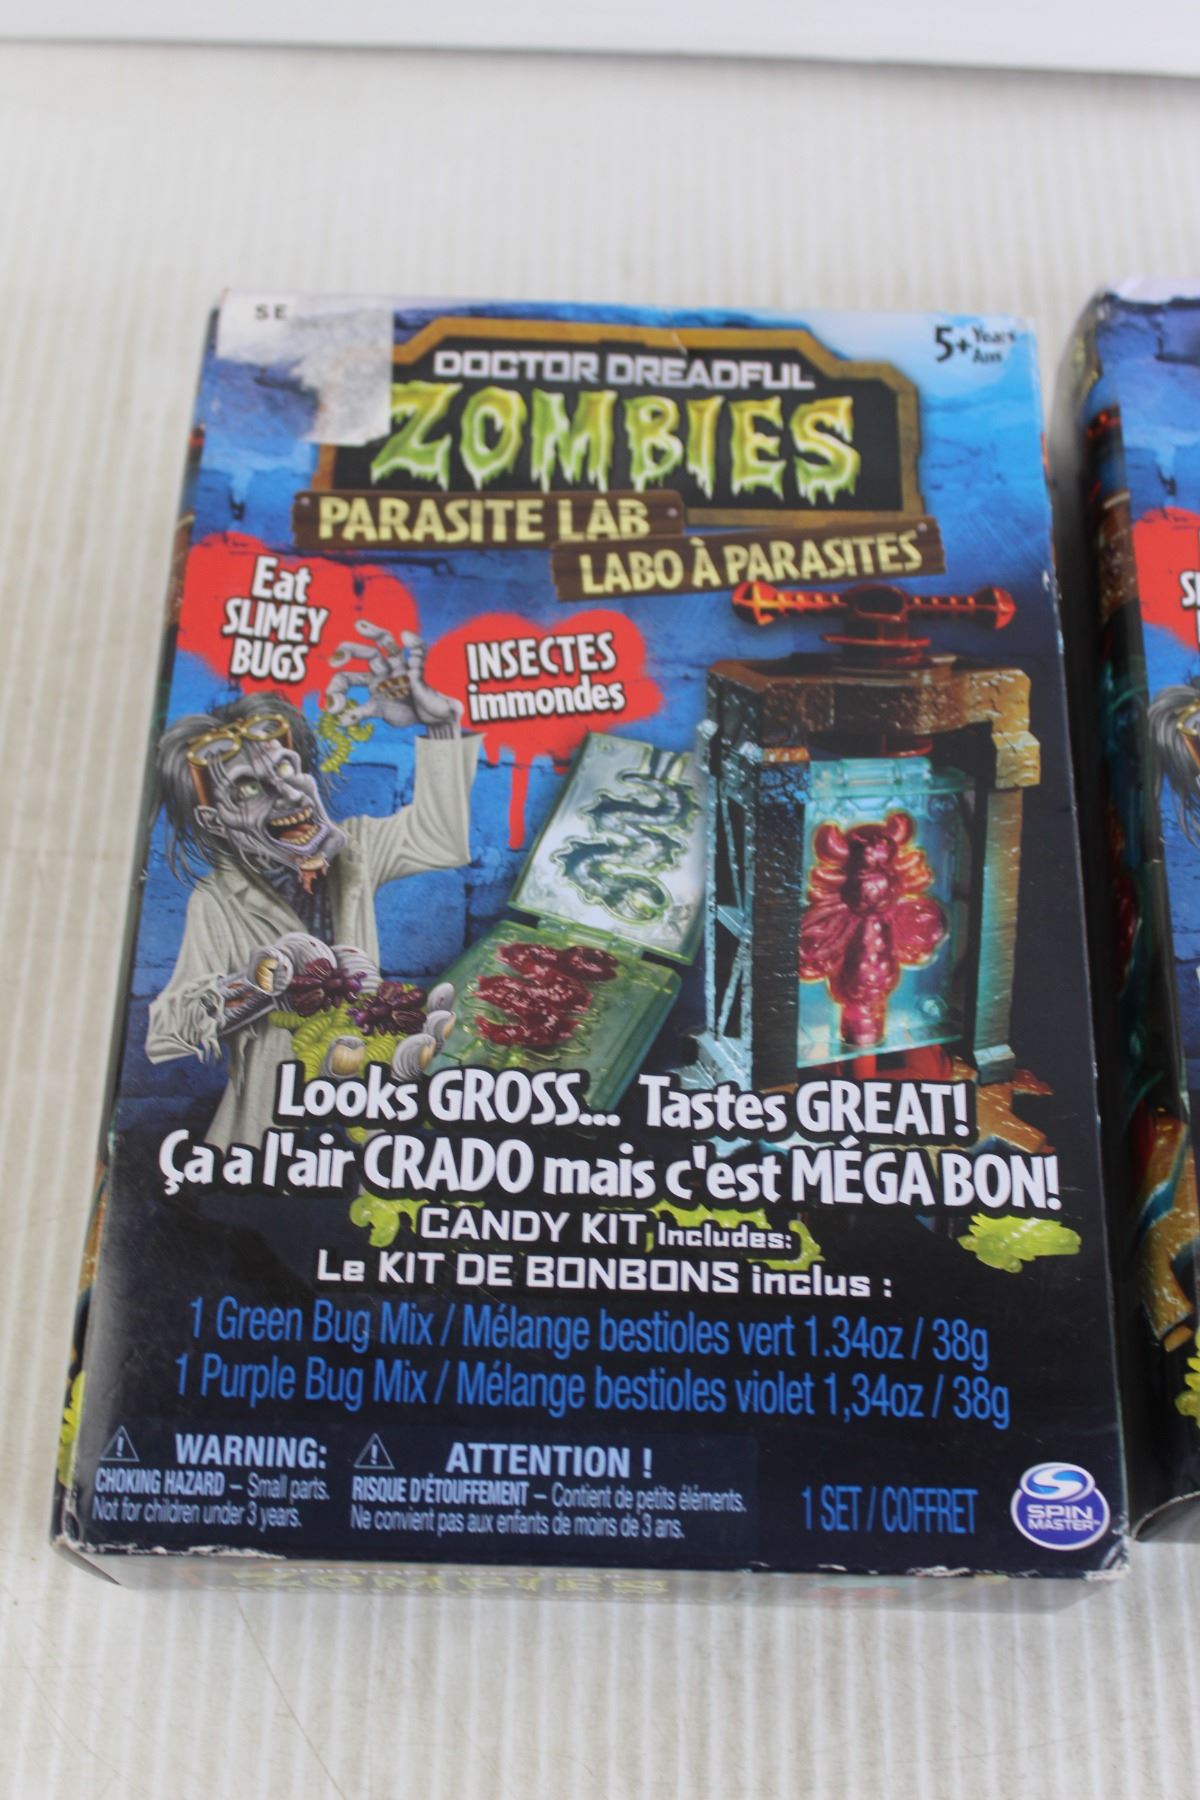 SE
5+ Years
Ans
DOCTOR DREADFUL
ZOMBIES
PARASITE LAB
LABO À PARASITES
Eat
SLIMEY
BUGS
INSECTES
immondes
Looks GROSS... Tastes GREAT!
Ça a l'air CRADO mais c'est MÉGA BON!
CANDY KIT Includes:
Le KIT DE BONBONS inclus :
1 Green Bug Mix / Mélange bestioles vert 1.34oz / 38g
1 Purple Bug Mix / Mélange bestioles violet 1,34oz / 38g
WARNING:
CHOKING HAZARD – Small parts.
Not for children under 3 years.
ATTENTION !
RISQUE D'ÉTOUFFEMENT – Contient de petits éléments.
Ne convient pas aux enfants de moins de 3 ans.
1 SET / COFFRET
SPIN
MASTER™
ZOMBIES